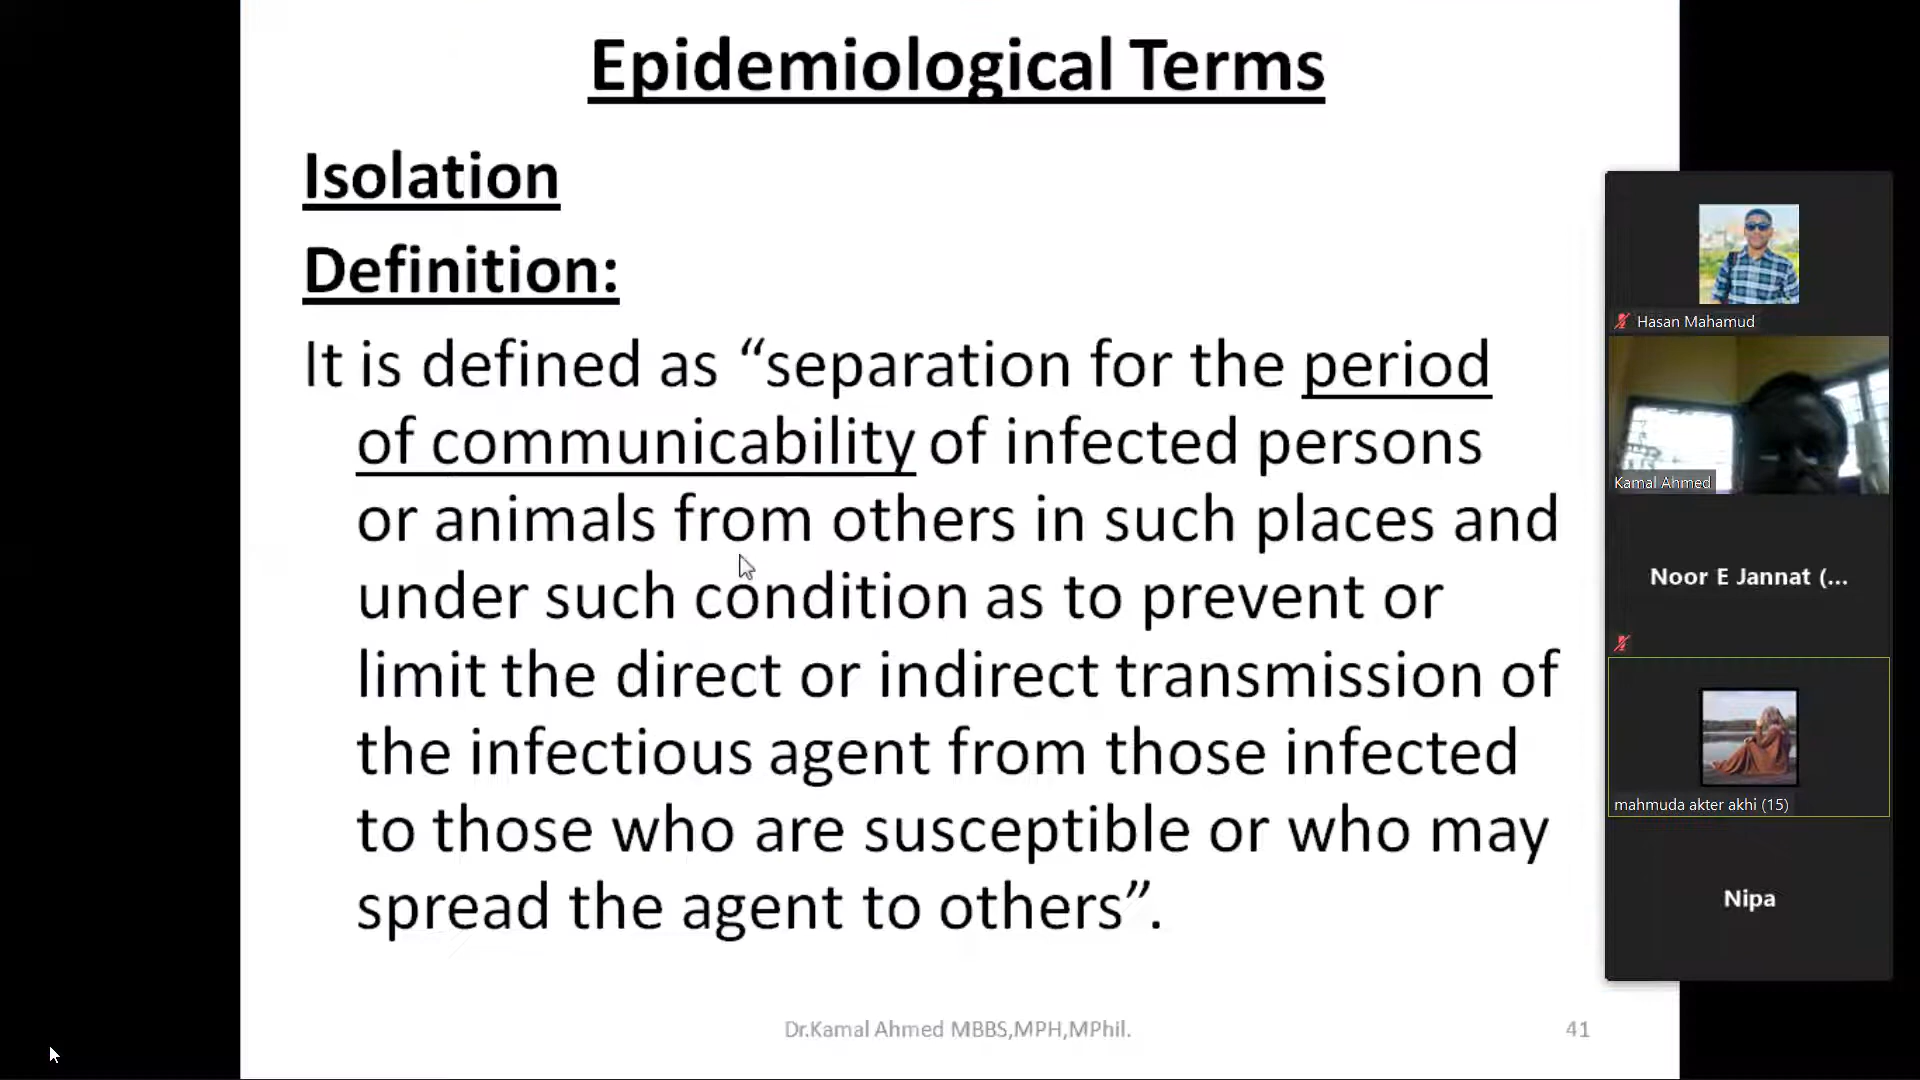 Epidemiological Terms
Isolation
Definition:
It is defined as “separation for the period
of communicability of infected persons
or animals from others in such places and
under such condition as to prevent or
limit the direct or indirect transmission of
the infectious agent from those infected
to those who are susceptible or who may
spread the agent to others”.
Dr.Kamal Ahmed MBBS,MPH,MPhil.
41
Hasan Mahamud
Kamal Ahmed
Noor E Jannat (...
mahmuda akter akhi (15)
Nipa